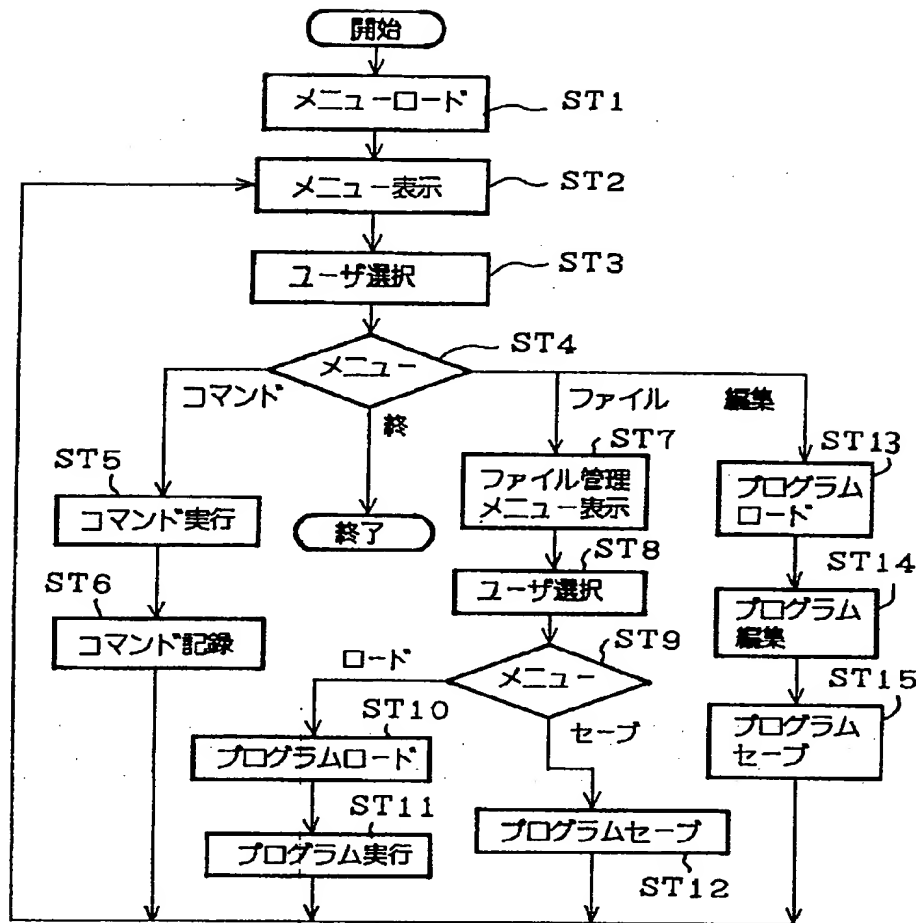 開始
メニューロード
ST1
メニュー表示
ST2
ユーザ選択
ST3
メニュー
ST4
コマンド
終
ファイル
編集
ST5
コマンド実行
ST6
コマンド記録
終了
ST7
ファイル管理
メニュー表示
ST8
ユーザ選択
ST9
メニュー
ロード
セーブ
ST10
プログラムロード
ST11
プログラム実行
プログラムセーブ
ST12
ST13
プログラム
ロード
ST14
プログラム
編集
ST15
プログラム
セーブ